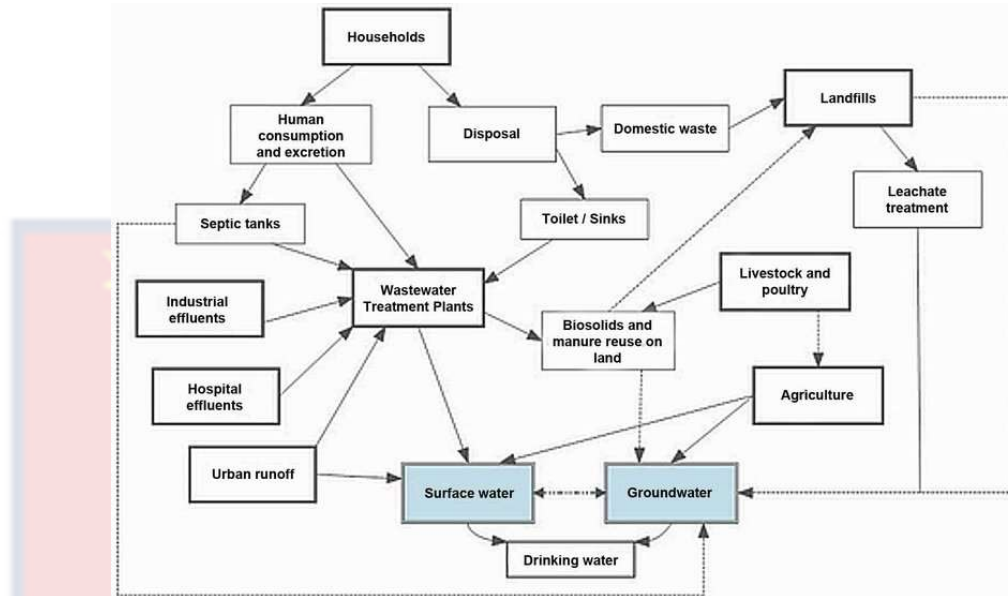 Households
Landfills
Human
consumption
and excretion
Disposal
Domestic waste
Leachate
treatment
Septic tanks
Toilet / Sinks
Industrial
effluents
Wastewater
Treatment Plants
Livestock and
poultry
Biosolids and
manure reuse on
land
Hospital
effluents
Agriculture
Urban runoff
Surface water
Groundwater
Drinking water